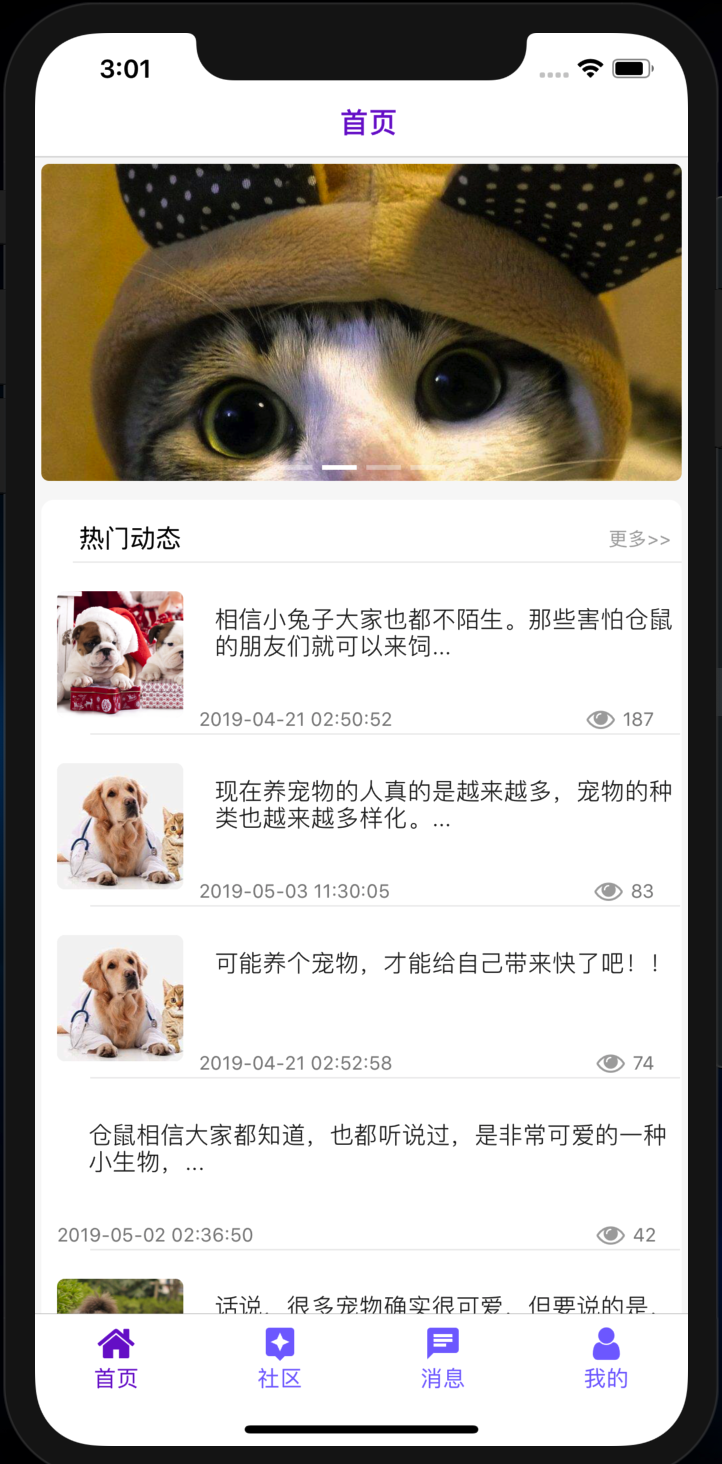 3:01
首页
热门动态
更多>>
相信小兔子大家也都不陌生。那些害怕仓鼠
的朋友们就可以来饲...
2019-04-21 02:50:52
187
现在养宠物的人真的是越来越多，宠物的种
类也越来越多样化。...
2019-05-03 11:30:05
83
可能养个宠物，才能给自己带来快了吧！！
2019-04-21 02:52:58
74
仓鼠相信大家都知道，也都听说过，是非常可爱的一种
小生物，...
2019-05-02 02:36:50
42
话说，很多宠物确实很可爱，但要说的是，
首页
社区
消息
我的